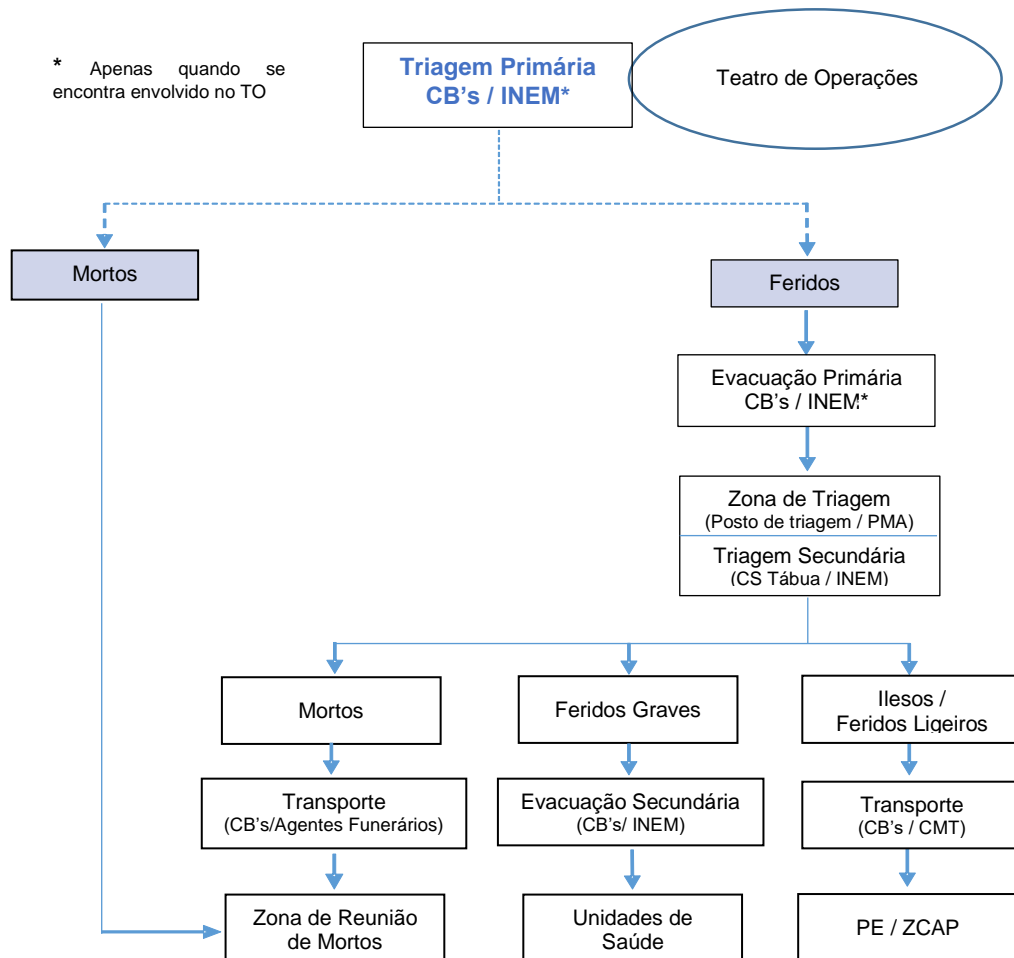 * Apenas quando se
encontra envolvido no TO
Triagem Primária
CB's / INEM*
Teatro de Operações
Mortos
Feridos
Evacuação Primária
CB's / INEM*
Zona de Triagem
(Posto de triagem / PMA)
Triagem Secundária
(CS Tábua / INEM)
Mortos
Feridos Graves
Ilesos /
Feridos Ligeiros
Transporte
(CB's/Agentes Funerários)
Evacuação Secundária
(CB's/ INEM)
Transporte
(CB's / CMT)
Zona de Reunião
de Mortos
Unidades de
Saúde
PE / ZCAP